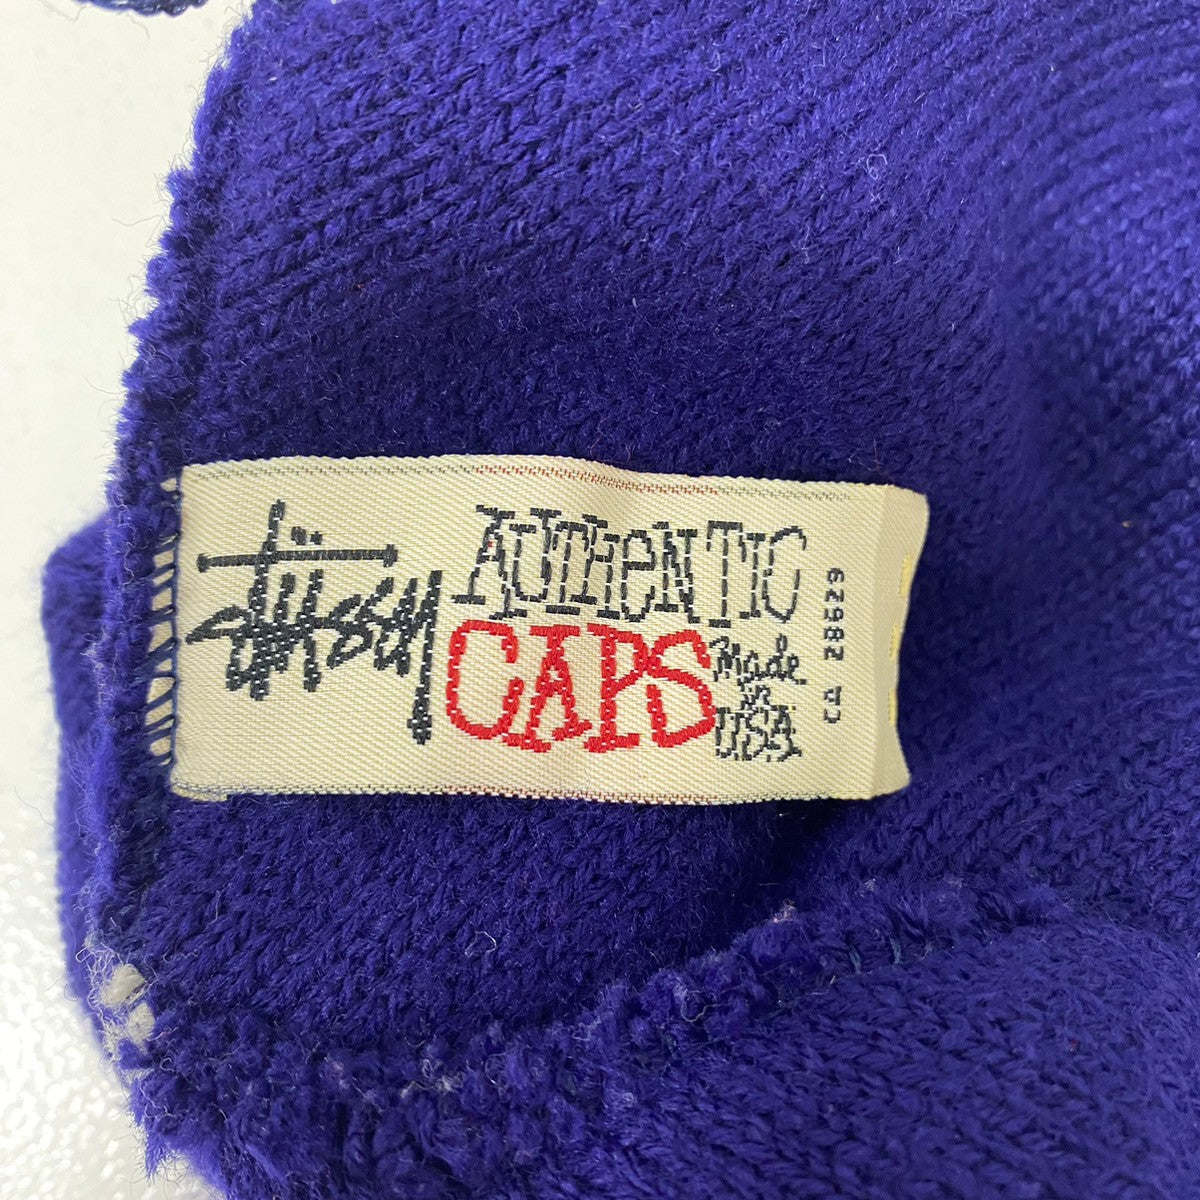 Stüssy
AUTHENTIC
CAPS
Made
IN
U.S.A.
CA 28629